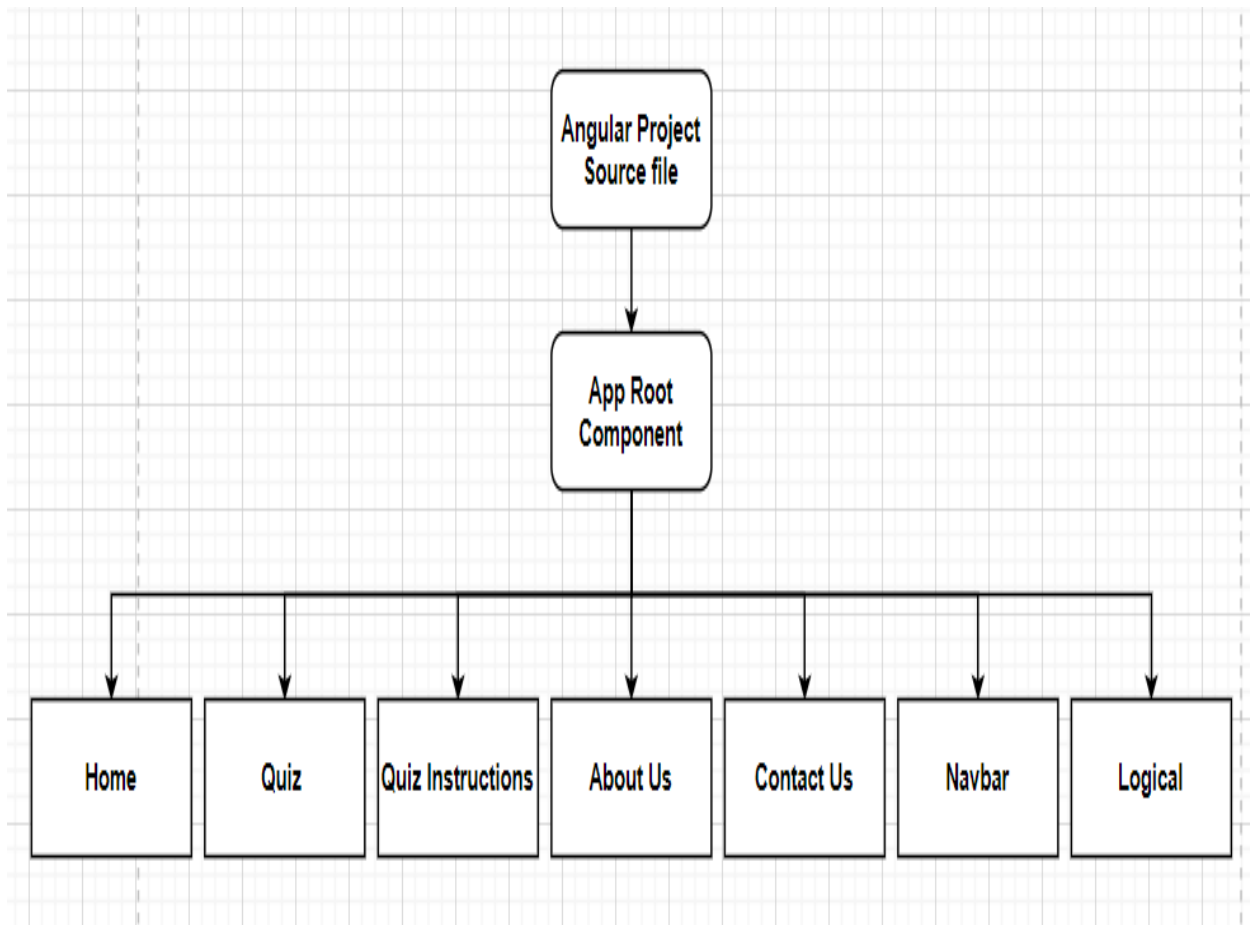 Angular Project
Source file
App Root
Component
Home
Quiz
Quiz Instructions
About Us
Contact Us
Navbar
Logical